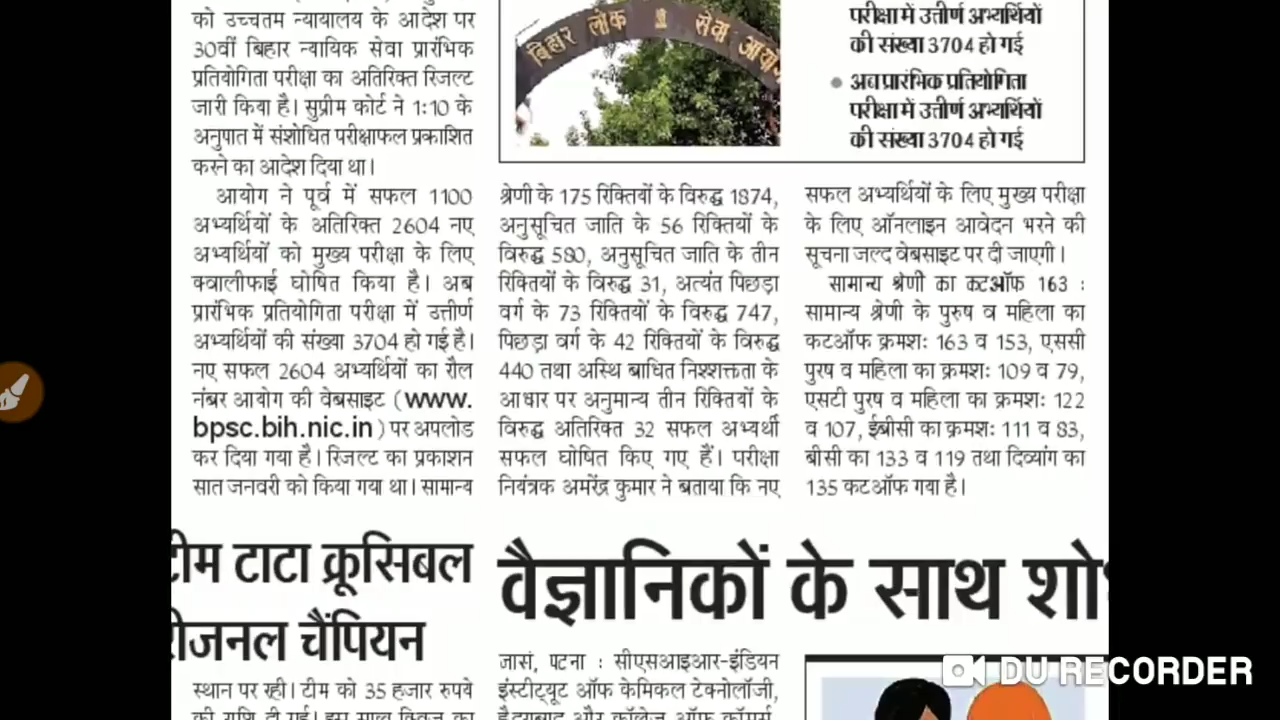 को उच्चतम न्यायालय के आदेश पर
30वीं बिहार न्यायिक सेवा प्रारंभिक
प्रतियोगिता परीक्षा का अतिरिक्त रिजल्ट
जारी किया है। सुप्रीम कोर्ट ने 1:10 के
अनुपात में संशोधित परीक्षाफल प्रकाशित
करने का आदेश दिया था।
आयोग ने पूर्व में सफल 1100
अभ्यर्थियों के अतिरिक्त 2604 नए
अभ्यर्थियों को मुख्य परीक्षा के लिए
क्वालीफाई घोषित किया है। अब
प्रारंभिक प्रतियोगिता परीक्षा में उत्तीर्ण
अभ्यर्थियों की संख्या 3704 हो गई है।
नए सफल 2604 अभ्यर्थियों का रौल
नंबर आयोग की वेबसाइट (www.
bpsc.bih.nic.in) पर अपलोड
कर दिया गया है। रिजल्ट का प्रकाशन
सात जनवरी को किया गया था। सामान्य
बिहार लोक सेवा आयोग
परीक्षा में उत्तीर्ण अभ्यर्थियों
की संख्या 3704 हो गई
● अब प्रारंभिक प्रतियोगिता
परीक्षा में उत्तीर्ण अभ्यर्थियों
की संख्या 3704 हो गई
श्रेणी के 175 रिक्तियों के विरुद्ध 1874,
अनुसूचित जाति के 56 रिक्तियों के
विरुद्ध 580, अनुसूचित जाति के तीन
रिक्तियों के विरुद्ध 31, अत्यंत पिछड़ा
वर्ग के 73 रिक्तियों के विरुद्ध 747,
पिछड़ा वर्ग के 42 रिक्तियों के विरुद्ध
440 तथा अस्थि बाधित निश्शक्तता के
आधार पर अनुमान्य तीन रिक्तियों के
विरुद्ध अतिरिक्त 32 सफल अभ्यर्थी
सफल घोषित किए गए हैं। परीक्षा
नियंत्रक अमरेंद्र कुमार ने बताया कि नए
सफल अभ्यर्थियों के लिए मुख्य परीक्षा
के लिए ऑनलाइन आवेदन भरने की
सूचना जल्द वेबसाइट पर दी जाएगी।
सामान्य श्रेणी का कटऑफ 163 :
सामान्य श्रेणी के पुरुष व महिला का
कटऑफ क्रमशः 163 व 153, एससी
पुरष व महिला का क्रमशः 109 व 79,
एसटी पुरष व महिला का क्रमशः 122
व 107, ईबीसी का क्रमशः 111 व 83,
बीसी का 133 व 119 तथा दिव्यांग का
135 कटऑफ गया है।
टीम टाटा क्रूसिबल
रीजनल चैंपियन
स्थान पर रही। टीम को 35 हजार रुपये
वैज्ञानिकों के साथ
जासं, पटना : सीएसआइआर-इंडियन
इंस्टीट्यूट ऑफ केमिकल टेक्नोलॉजी,
DU RECORDER